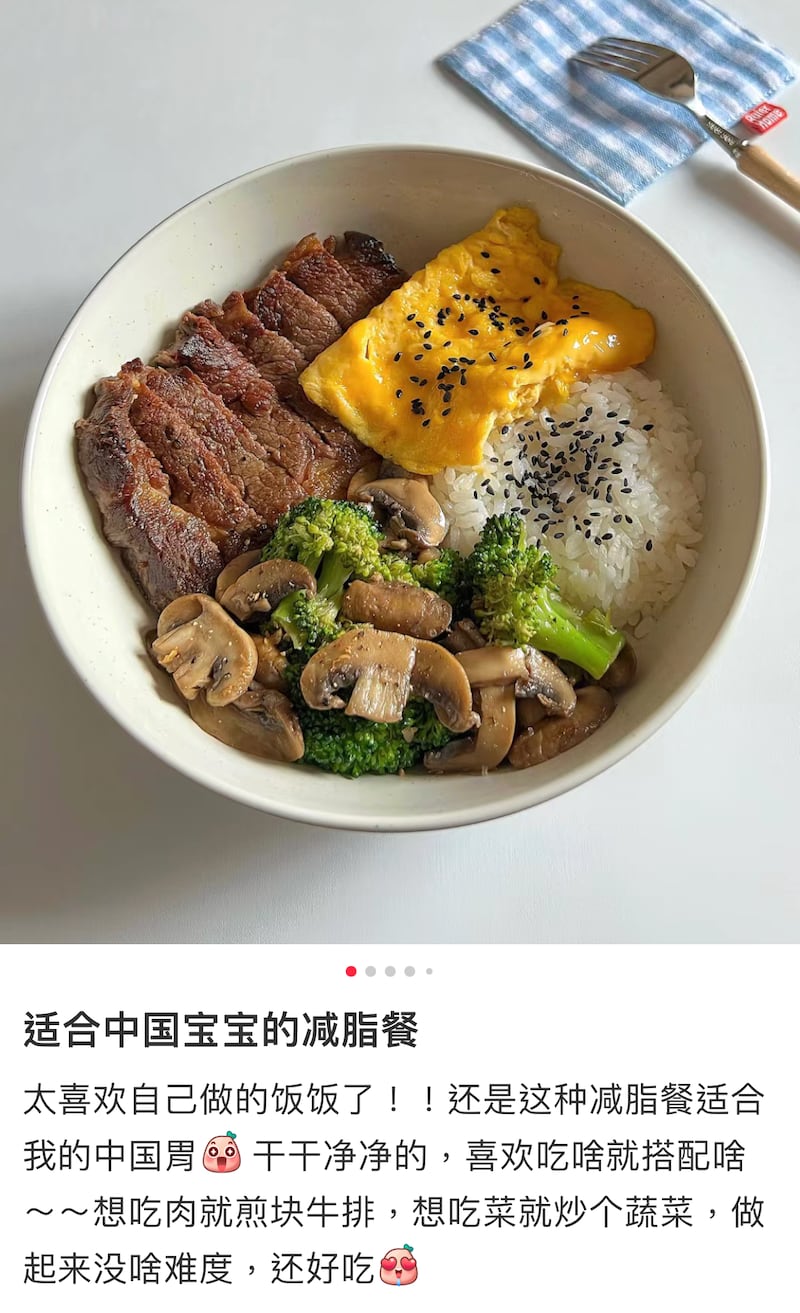 Ruler
Home
适合中国宝宝的减脂餐
太喜欢自己做的饭饭了！！还是这种减脂餐适合
我的中国胃 干干净净的，喜欢吃啥就搭配啥
～～想吃肉就煎块牛排，想吃菜就炒个蔬菜，做
起来没啥难度，还好吃